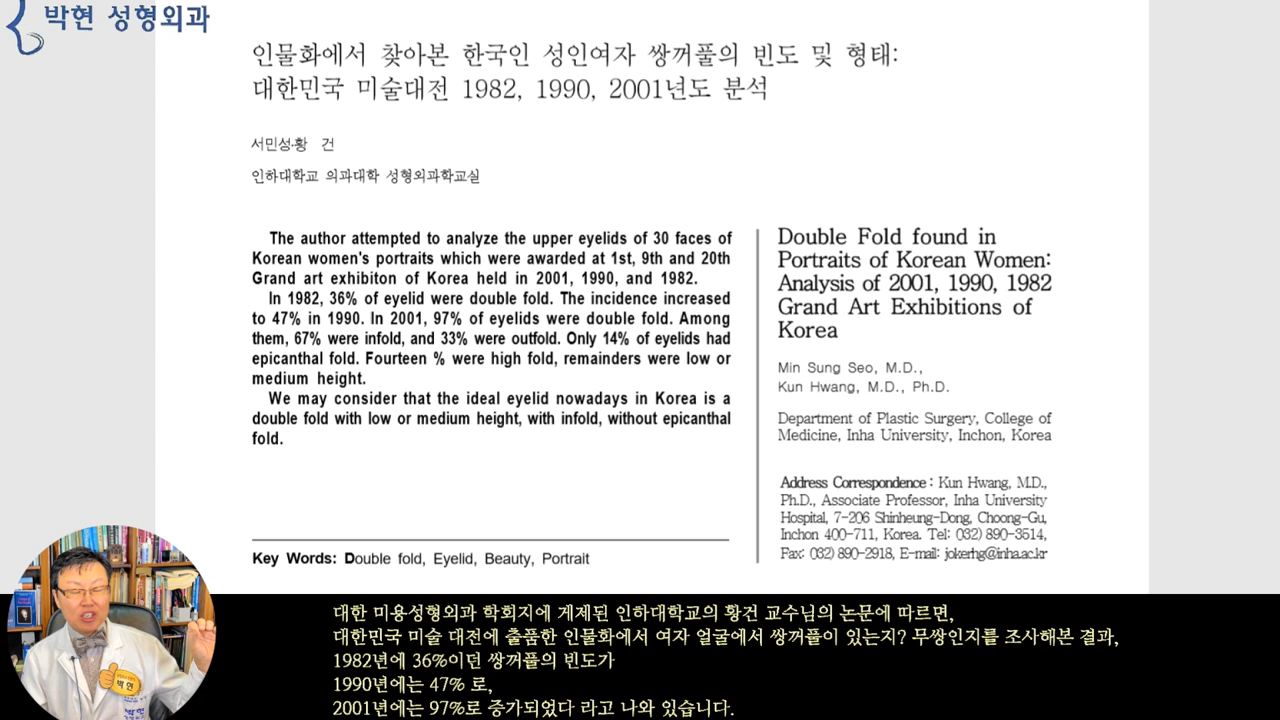 박현 성형외과
인물화에서 찾아본 한국인 성인여자 쌍꺼풀의 빈도 및 형태:
대한민국 미술대전 1982, 1990, 2001년도 분석
서민성·황 건
인하대학교 의과대학 성형외과학교실
The author attempted to analyze the upper eyelids of 30 faces of
Korean women's portraits which were awarded at 1st, 9th and 20th
Grand art exhibiton of Korea held in 2001, 1990, and 1982.
In 1982, 36% of eyelid were double fold. The incidence increased
to 47% in 1990. In 2001, 97% of eyelids were double fold. Among
them, 67% were infold, and 33% were outfold. Only 14% of eyelids had
epicanthal fold. Fourteen % were high fold, remainders were low or
medium height.
We may consider that the ideal eyelid nowadays in Korea is a
double fold with low or medium height, with infold, without epicanthal
fold.
Key Words: Double fold, Eyelid, Beauty, Portrait
Double Fold found in
Portraits of Korean Women:
Analysis of 2001, 1990, 1982
Grand Art Exhibitions of
Korea
Min Sung Seo, M.D.,
Kun Hwang, M.D., Ph.D.
Department of Plastic Surgery, College of
Medicine, Inha University, Inchon, Korea
Address Correspondence : Kun Hwang, M.D.,
Ph.D., Associate Professor, Inha University
Hospital, 7-206 Shinheung-Dong, Choong-Gu,
Inchon 400-711, Korea. Tel: 032) 890-3514,
Fax: 032) 890-2918, E-mail: jokerhg@inha.ac.kr
박현
대한 미용성형외과 학회지에 게제된 인하대학교의 황건 교수님의 논문에 따르면,
대한민국 미술 대전에 출품한 인물화에서 여자 얼굴에서 쌍꺼풀이 있는지? 무쌍인지를 조사해본 결과,
1982년에 36%이던 쌍꺼풀의 빈도가
1990년에는 47% 로,
2001년에는 97%로 증가되었다 라고 나와 있습니다.